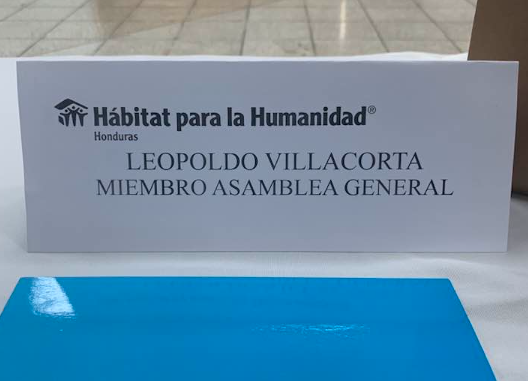 Hábitat para la Humanidad®
Honduras
LEOPOLDO VILLACORTA
MIEMBRO ASAMBLEA GENERAL